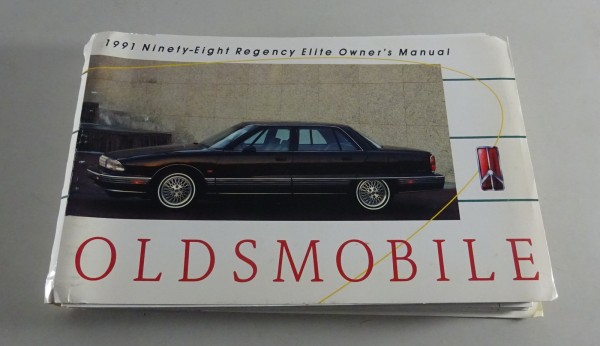 1991 Ninety-Eight Regency Elite Owner's Manual
OLDSMOBILE